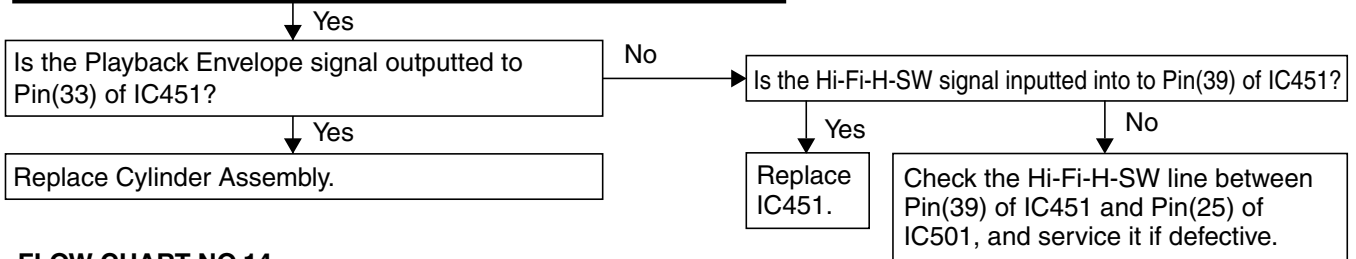 Yes
Is the Playback Envelope signal outputted to
Pin(33) of IC451?
No
Is the Hi-Fi-H-SW signal inputted into to Pin(39) of IC451?
Yes
Replace Cylinder Assembly.
Yes
Replace
IC451.
No
Check the Hi-Fi-H-SW line between
Pin(39) of IC451 and Pin(25) of
IC501, and service it if defective.
FLOW CHART NO.14